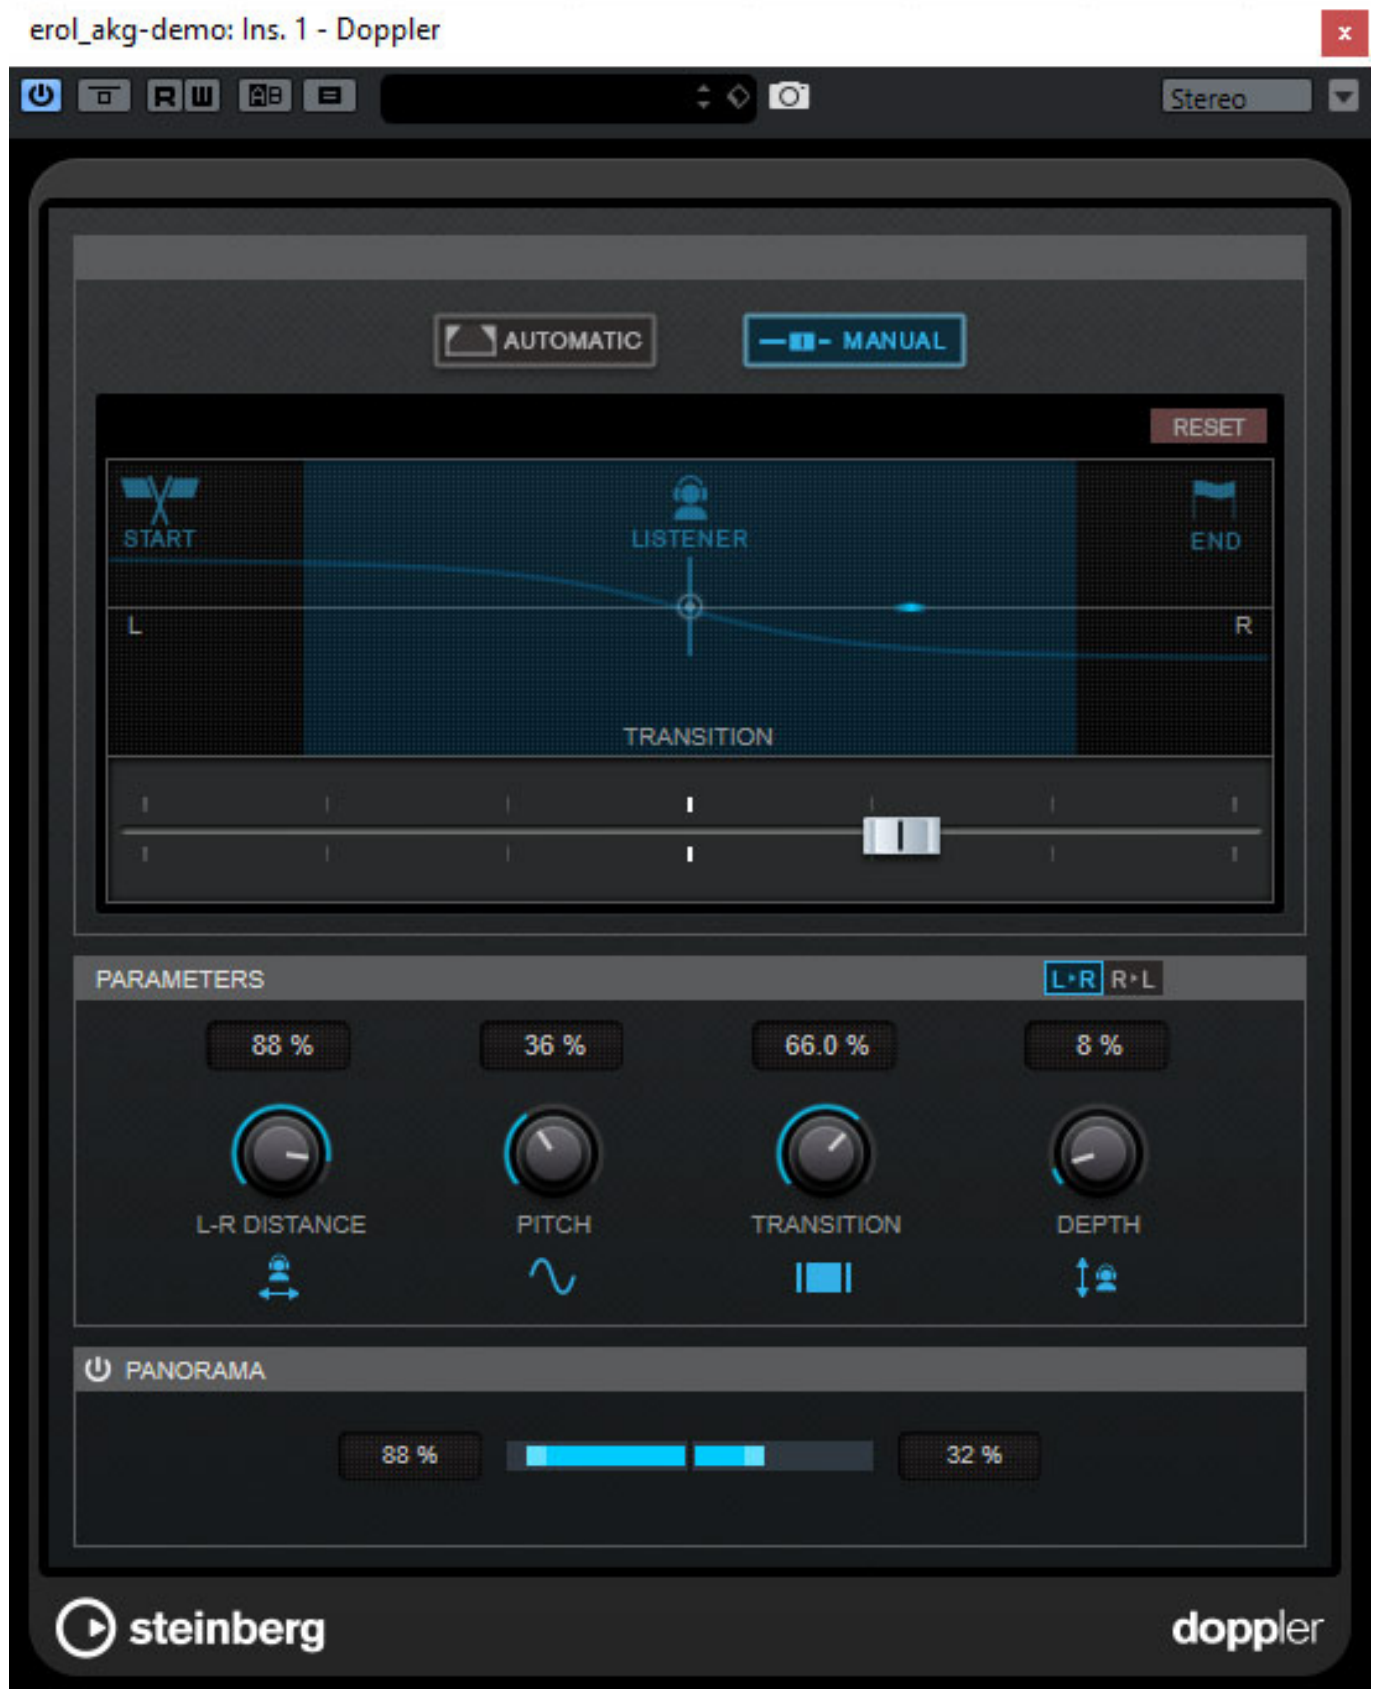 erol_akg-demo: Ins. 1 - Doppler
x
R W AB Stereo
AUTOMATIC MANUAL
RESET
START LISTENER END
L R
TRANSITION
PARAMETERS L▸R R▸L
88 % 36 % 66.0 % 8 %
L-R DISTANCE PITCH TRANSITION DEPTH
PANORAMA
88 % 32 %
steinberg doppler